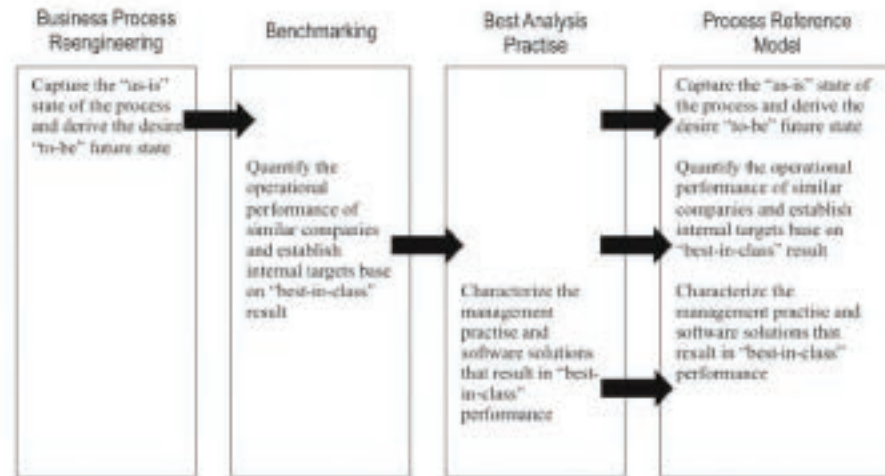 Business Process
Reengineering
Benchmarking
Best Analysis
Practise
Process Reference
Model
Capture the "as-is"
state of the process
and derive the desire
"to-be" future state
Quantify the
operational
performance of
similar companies
and establish
internal targets base
on "best-in-class"
result
Characterize the
management
practise and
software solutions
that result in "best-
in-class"
performance
Capture the "as-is" state of
the process and derive the
desire "to-be" future state
Quantify the operational
performance of similar
companies and establish
internal targets base on
"best-in-class" result
Characterize the
management practise and
software solutions that
result in "best-in-class"
performance